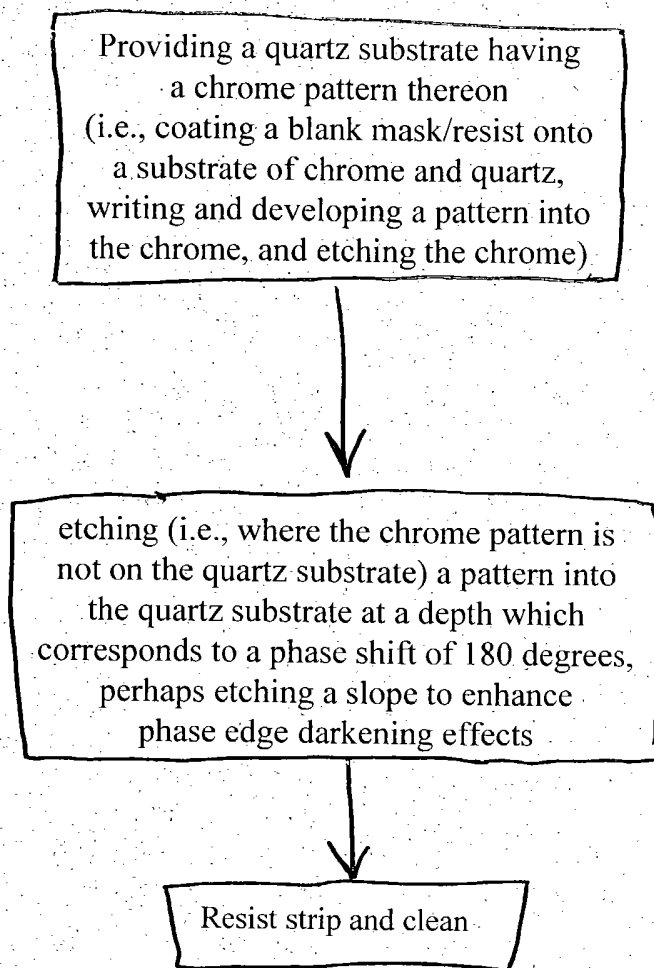 Providing a quartz substrate having
a chrome pattern thereon
(i.e., coating a blank mask/resist onto
a substrate of chrome and quartz,
writing and developing a pattern into
the chrome, and etching the chrome)
etching (i.e., where the chrome pattern is
not on the quartz substrate) a pattern into
the quartz substrate at a depth which
corresponds to a phase shift of 180 degrees,
perhaps etching a slope to enhance
phase edge darkening effects
Resist strip and clean